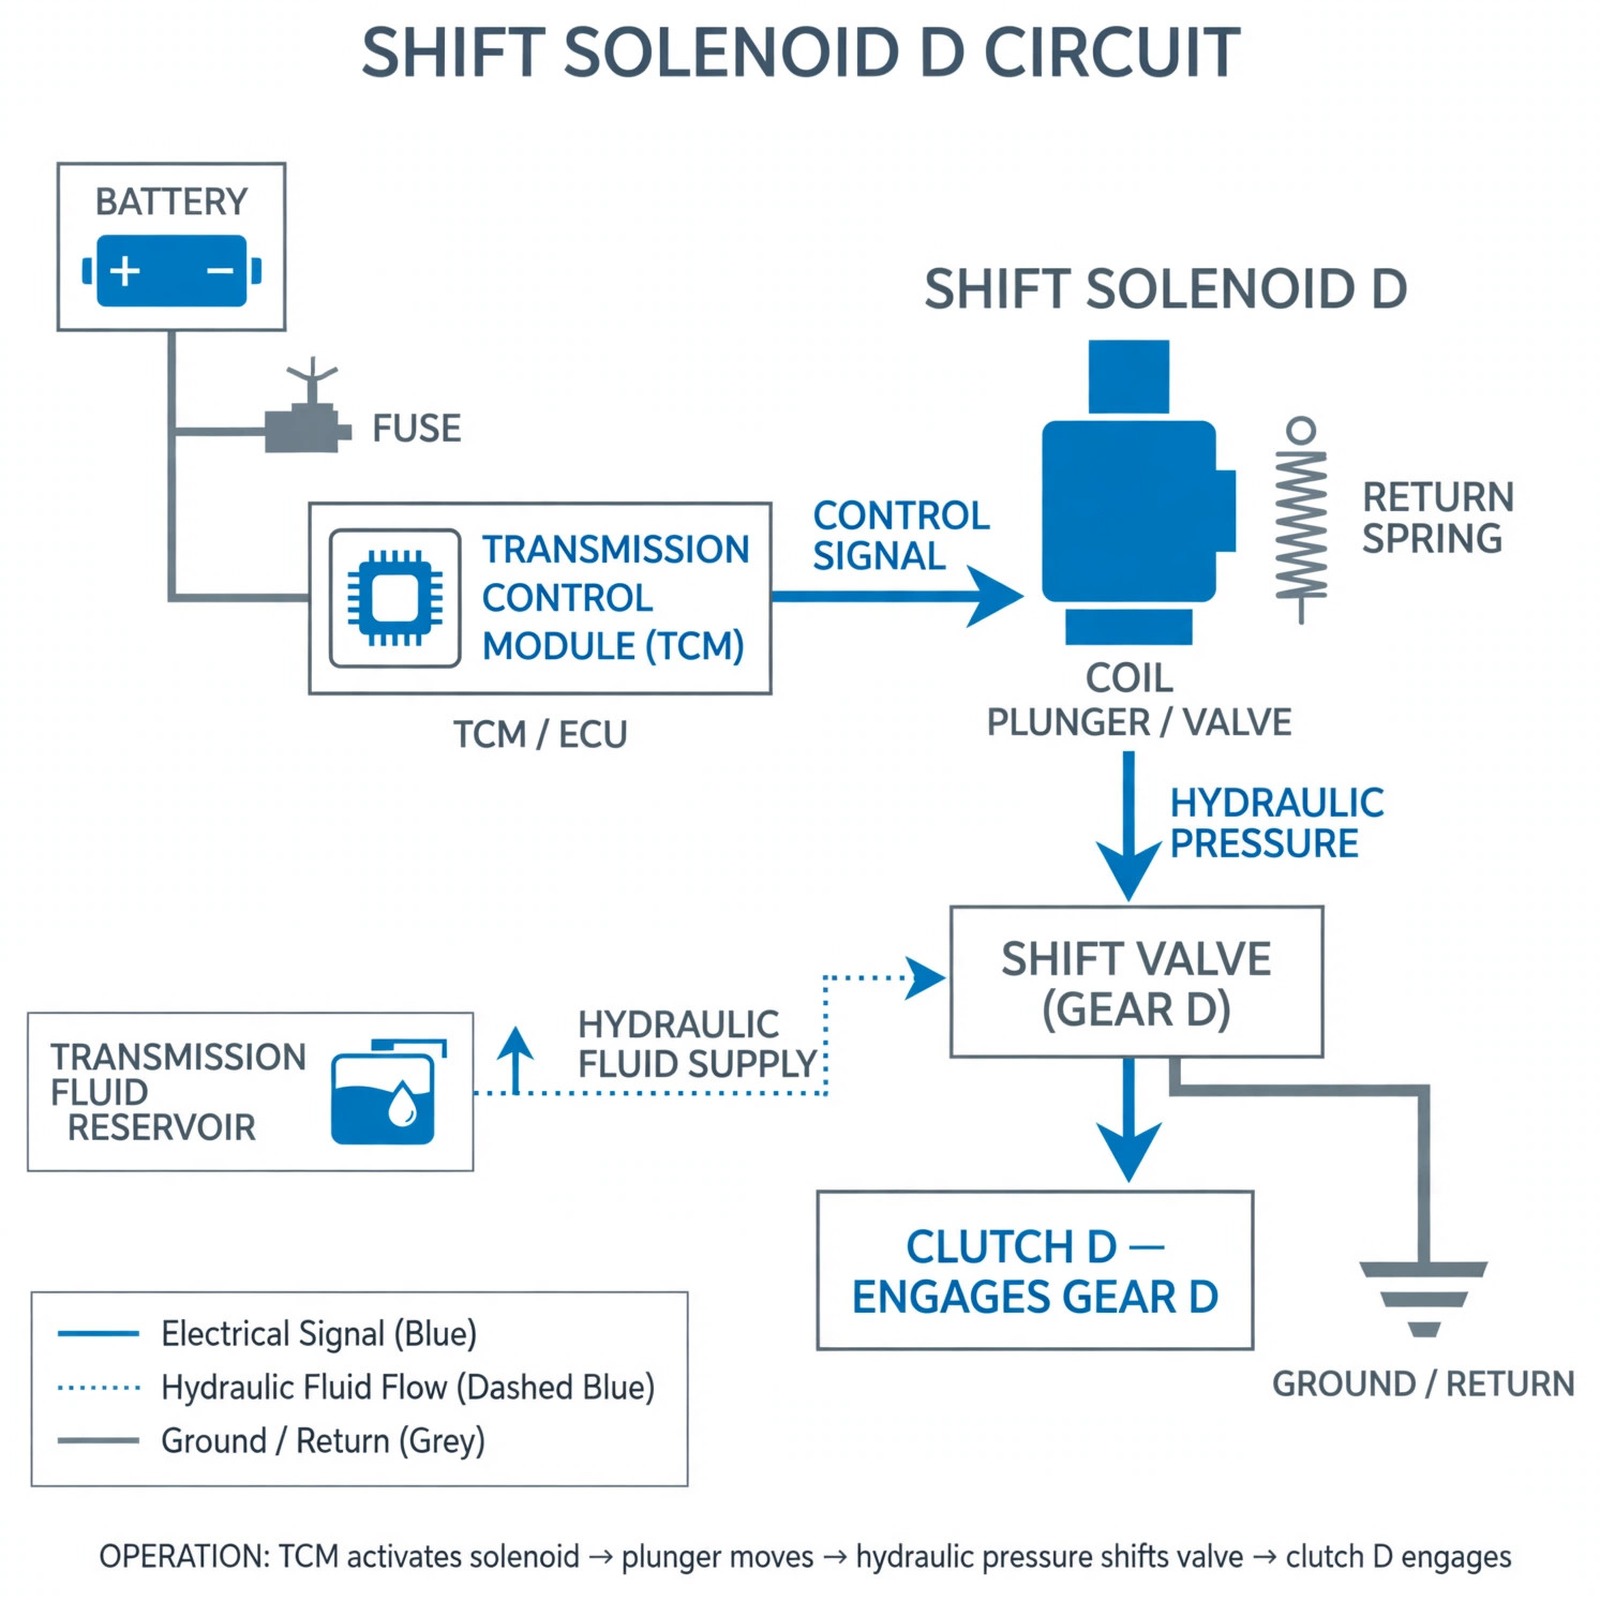 SHIFT SOLENOID D CIRCUIT
BATTERY
+ −
FUSE
SHIFT SOLENOID D
RETURN
SPRING
CONTROL
SIGNAL
TRANSMISSION
CONTROL
MODULE (TCM)
TCM / ECU
COIL
PLUNGER / VALVE
HYDRAULIC
PRESSURE
SHIFT VALVE
(GEAR D)
TRANSMISSION
FLUID
RESERVOIR
HYDRAULIC
FLUID SUPPLY
CLUTCH D —
ENGAGES GEAR D
GROUND / RETURN
Electrical Signal (Blue)
Hydraulic Fluid Flow (Dashed Blue)
Ground / Return (Grey)
OPERATION: TCM activates solenoid → plunger moves → hydraulic pressure shifts valve → clutch D engages